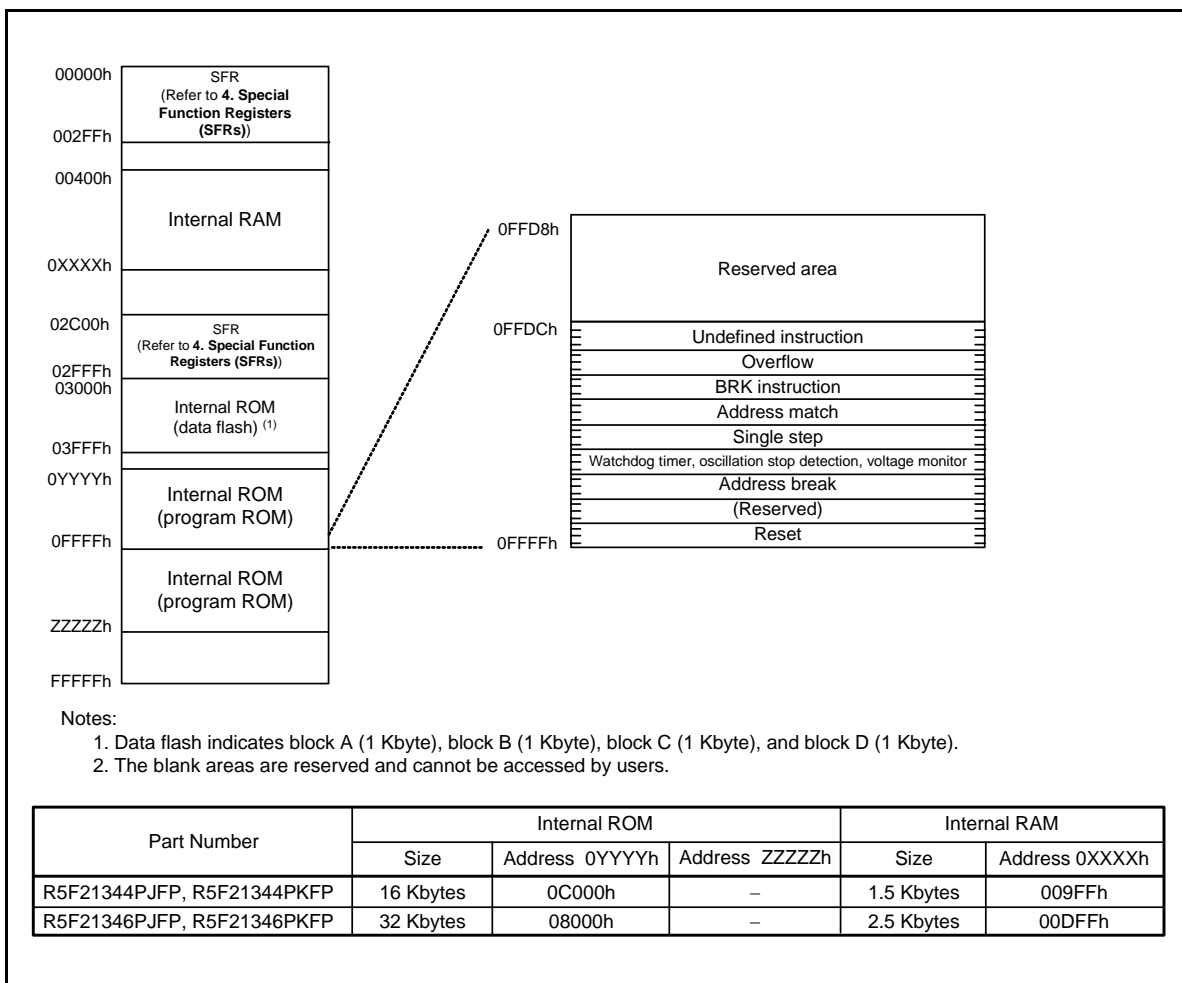 00000h
SFR
(Refer to 4. Special
Function Registers
(SFRs))
002FFh
00400h
Internal RAM
0XXXXh
02C00h
SFR
(Refer to 4. Special Function
Registers (SFRs))
02FFFh
03000h
Internal ROM
(data flash) (1)
03FFFh
0YYYYh
Internal ROM
(program ROM)
0FFFFh
Internal ROM
(program ROM)
ZZZZZh
FFFFFh
0FFD8h
Reserved area
0FFDCh
Undefined instruction
Overflow
BRK instruction
Address match
Single step
Watchdog timer, oscillation stop detection, voltage monitor
Address break
(Reserved)
Reset
0FFFFh
Notes:
1. Data flash indicates block A (1 Kbyte), block B (1 Kbyte), block C (1 Kbyte), and block D (1 Kbyte).
2. The blank areas are reserved and cannot be accessed by users.
Part Number Internal ROM Internal RAM
Size Address 0YYYYh Address ZZZZZh Size Address 0XXXXh
R5F21344PJFP, R5F21344PKFP 16 Kbytes 0C000h − 1.5 Kbytes 009FFh
R5F21346PJFP, R5F21346PKFP 32 Kbytes 08000h − 2.5 Kbytes 00DFFh